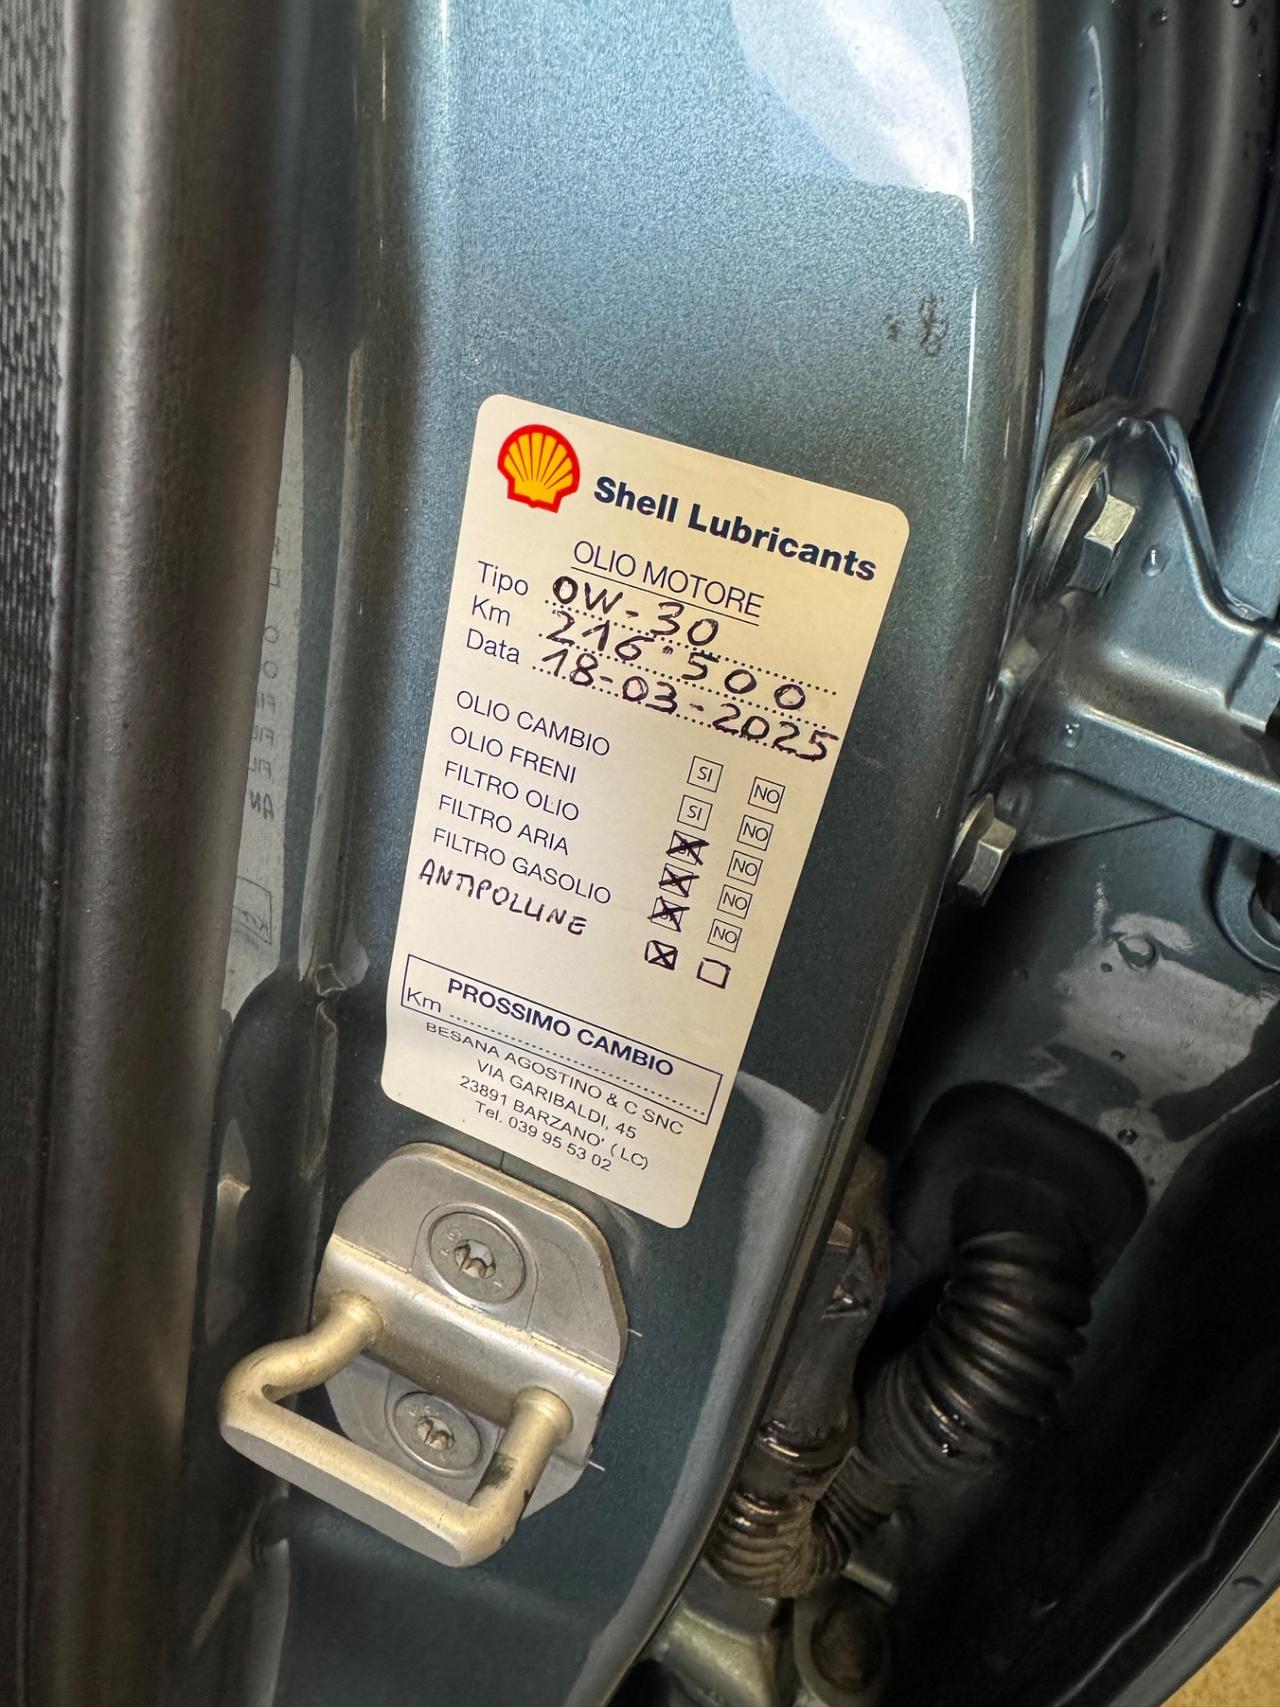 Shell Lubricants
OLIO MOTORE
Tipo 0W-30
Km 216.500
Data 18-03-2025
OLIO CAMBIO SI NO
OLIO FRENI SI NO
FILTRO OLIO NO
FILTRO ARIA NO
FILTRO GASOLIO NO
ANTIPOLLINE
PROSSIMO CAMBIO
Km
BESANA AGOSTINO & C SNC
VIA GARIBALDI, 45
23891 BARZANO' (LC)
Tel. 039 95 53 02